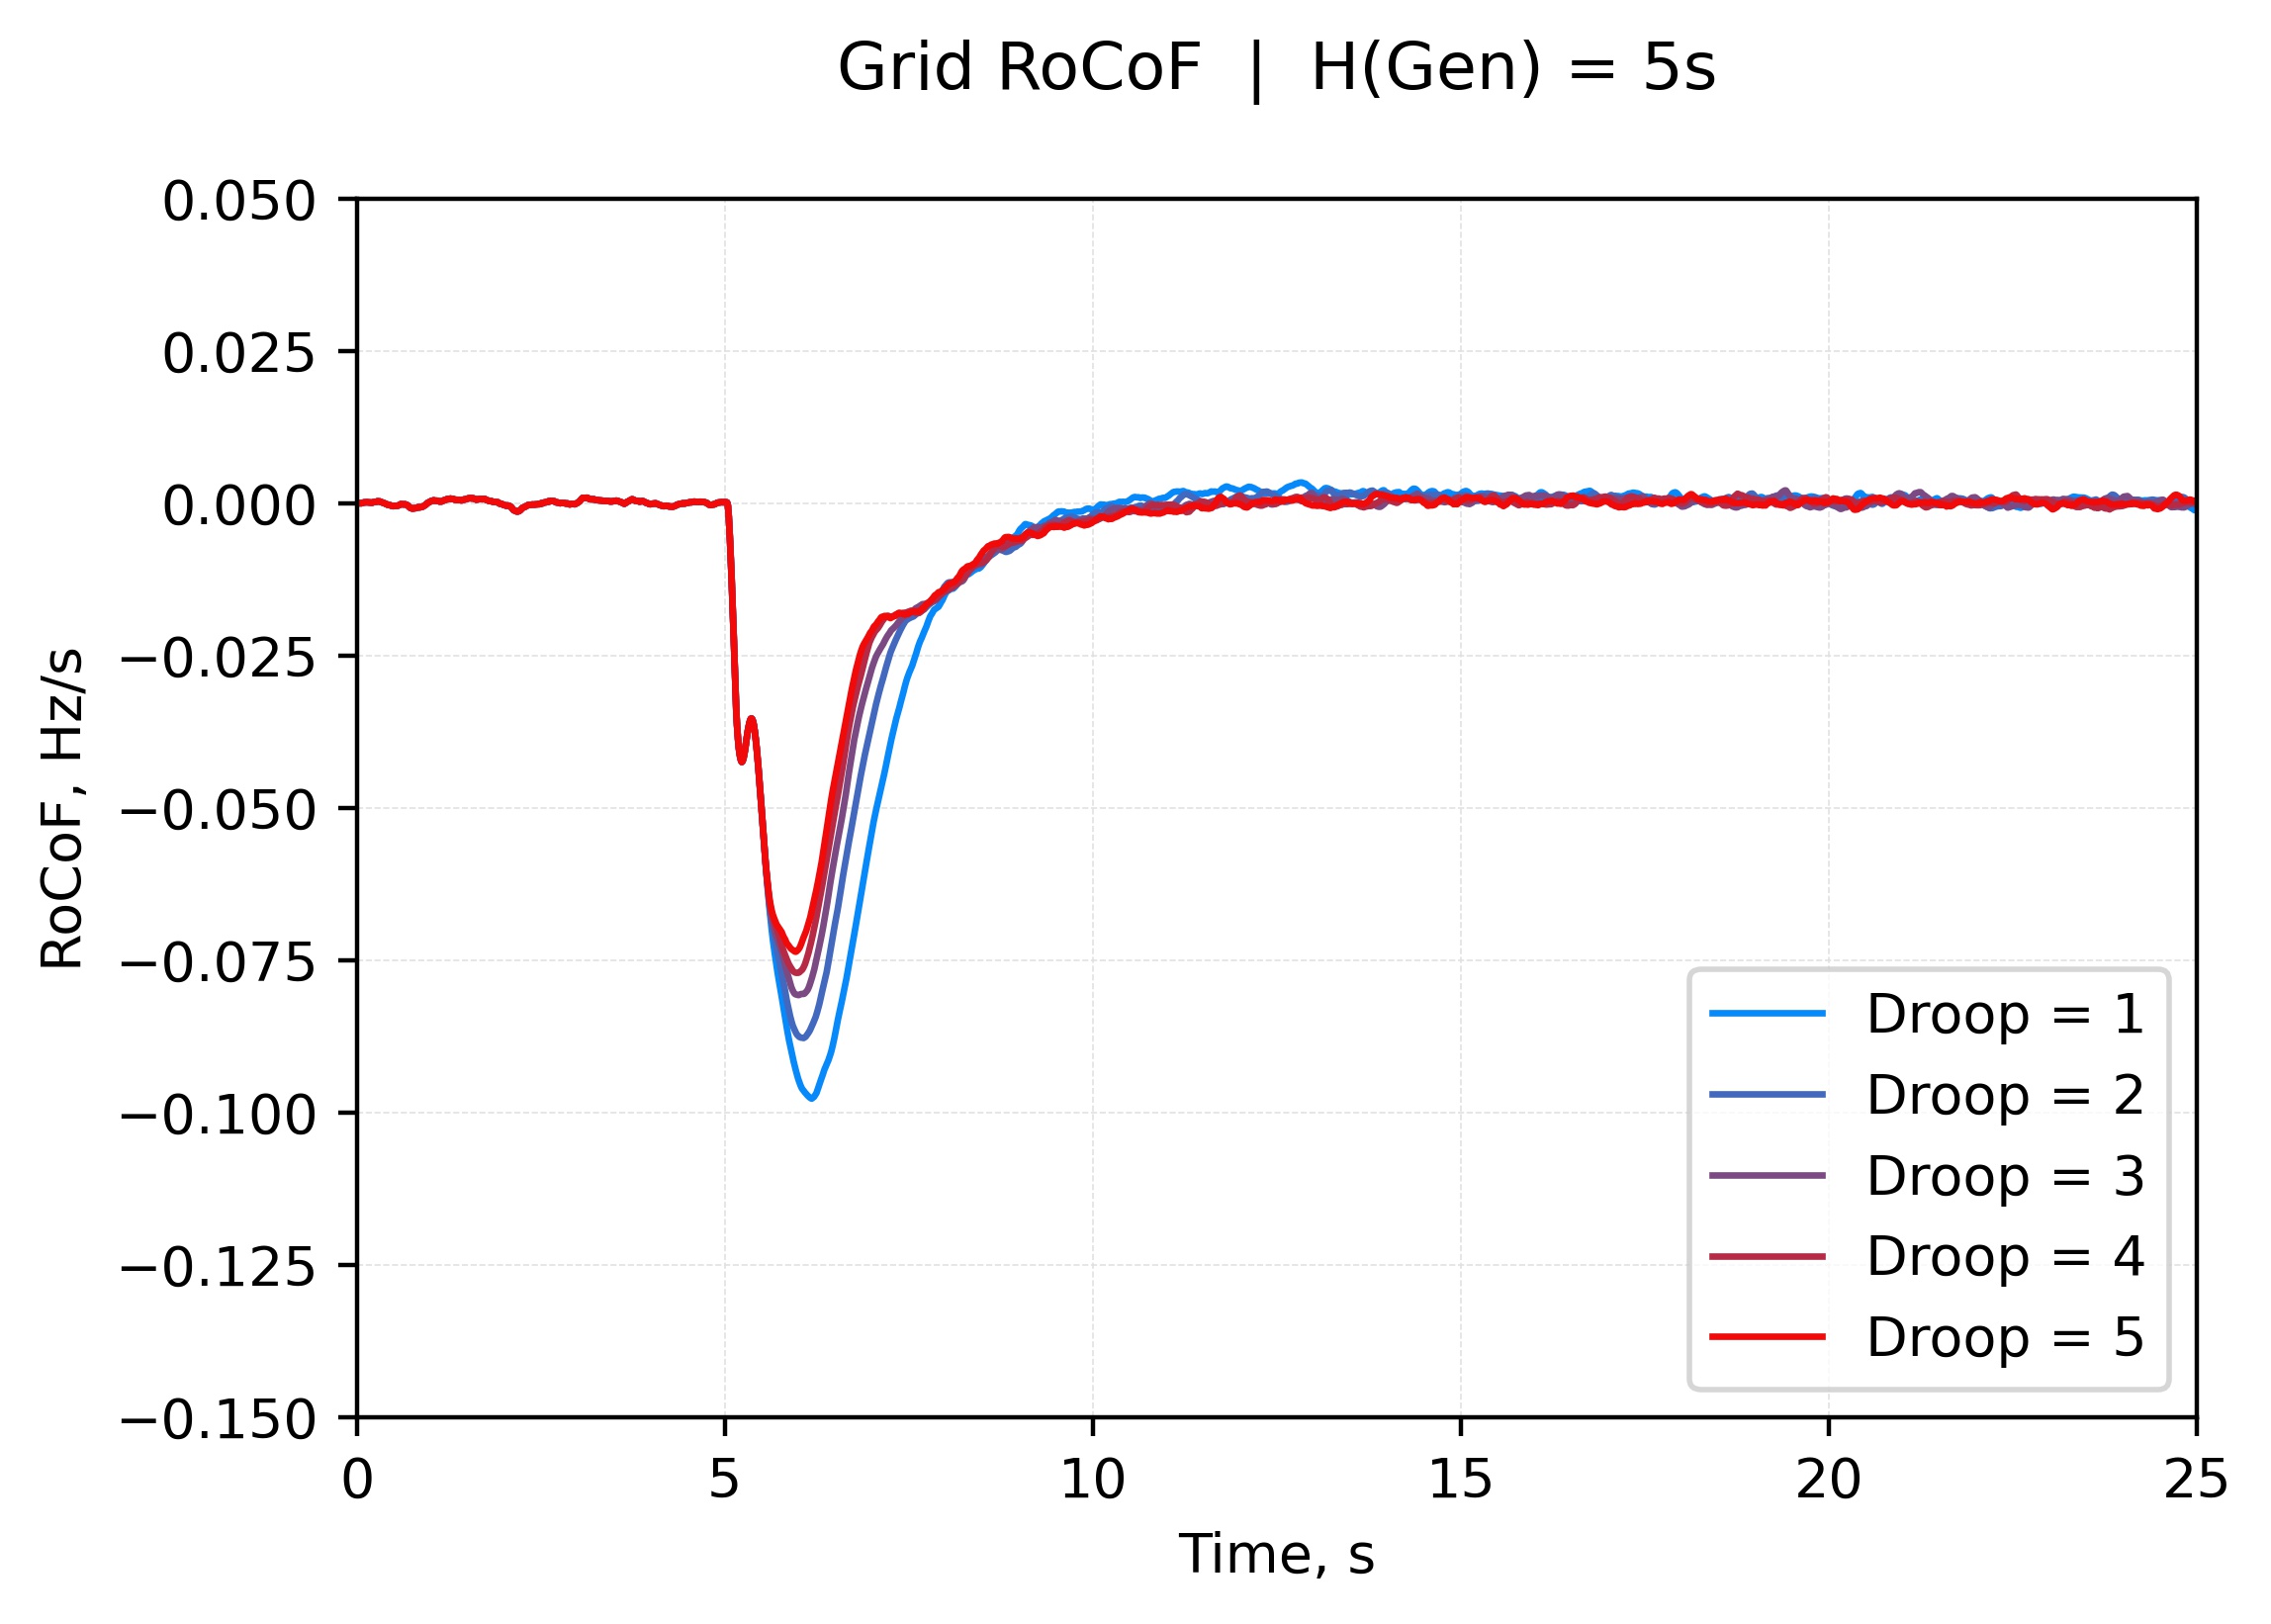 Grid RoCoF | H(Gen) = 5s
0.050
0.025
0.000
−0.025
−0.050
−0.075
−0.100
−0.125
−0.150
RoCoF, Hz/s
Droop = 1
Droop = 2
Droop = 3
Droop = 4
Droop = 5
0 5 10 15 20 25
Time, s